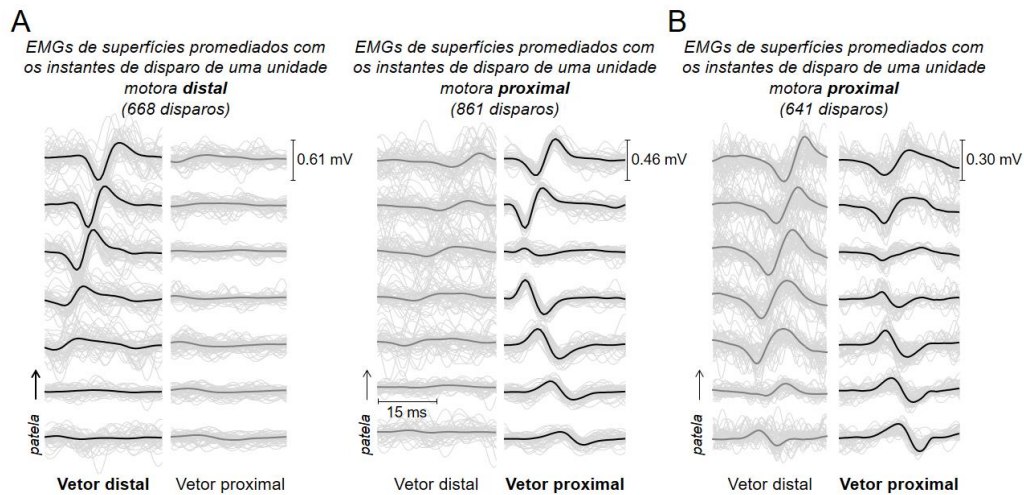 A
B
EMGs de superfícies promediados com
os instantes de disparo de uma unidade
motora distal
(668 disparos)
EMGs de superfícies promediados com
os instantes de disparo de uma unidade
motora proximal
(861 disparos)
EMGs de superfícies promediados com
os instantes de disparo de uma unidade
motora proximal
(641 disparos)
0.61 mV
0.46 mV
0.30 mV
15 ms
patela
patela
patela
Vetor distal
Vetor proximal
Vetor distal
Vetor proximal
Vetor distal
Vetor proximal